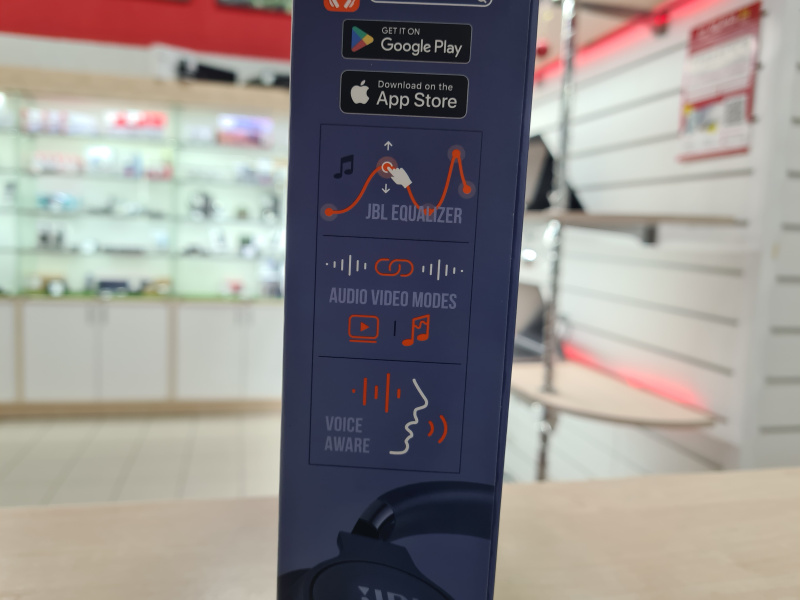 GET IT ON
Google Play
Download on the
App Store
JBL EQUALIZER
AUDIO VIDEO MODES
VOICE
AWARE